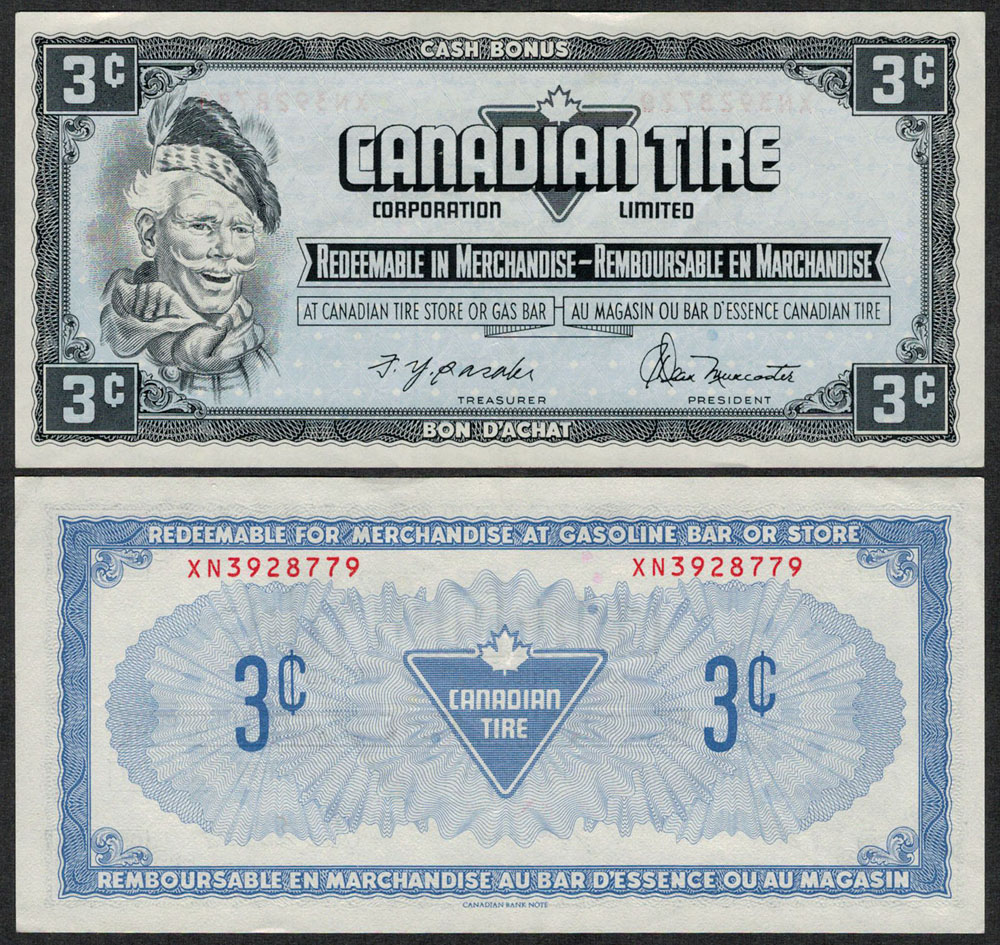 CASH BONUS
3¢ 3¢
CANADIAN TIRE
CORPORATION LIMITED
REDEEMABLE IN MERCHANDISE–REMBOURSABLE EN MARCHANDISE
AT CANADIAN TIRE STORE OR GAS BAR AU MAGASIN OU BAR D'ESSENCE CANADIAN TIRE
TREASURER PRESIDENT
3¢ 3¢
BON D'ACHAT
REDEEMABLE FOR MERCHANDISE AT GASOLINE BAR OR STORE
XN3928779 XN3928779
3¢ 3¢
CANADIAN
TIRE
REMBOURSABLE EN MARCHANDISE AU BAR D'ESSENCE OU AU MAGASIN
CANADIAN BANK NOTE